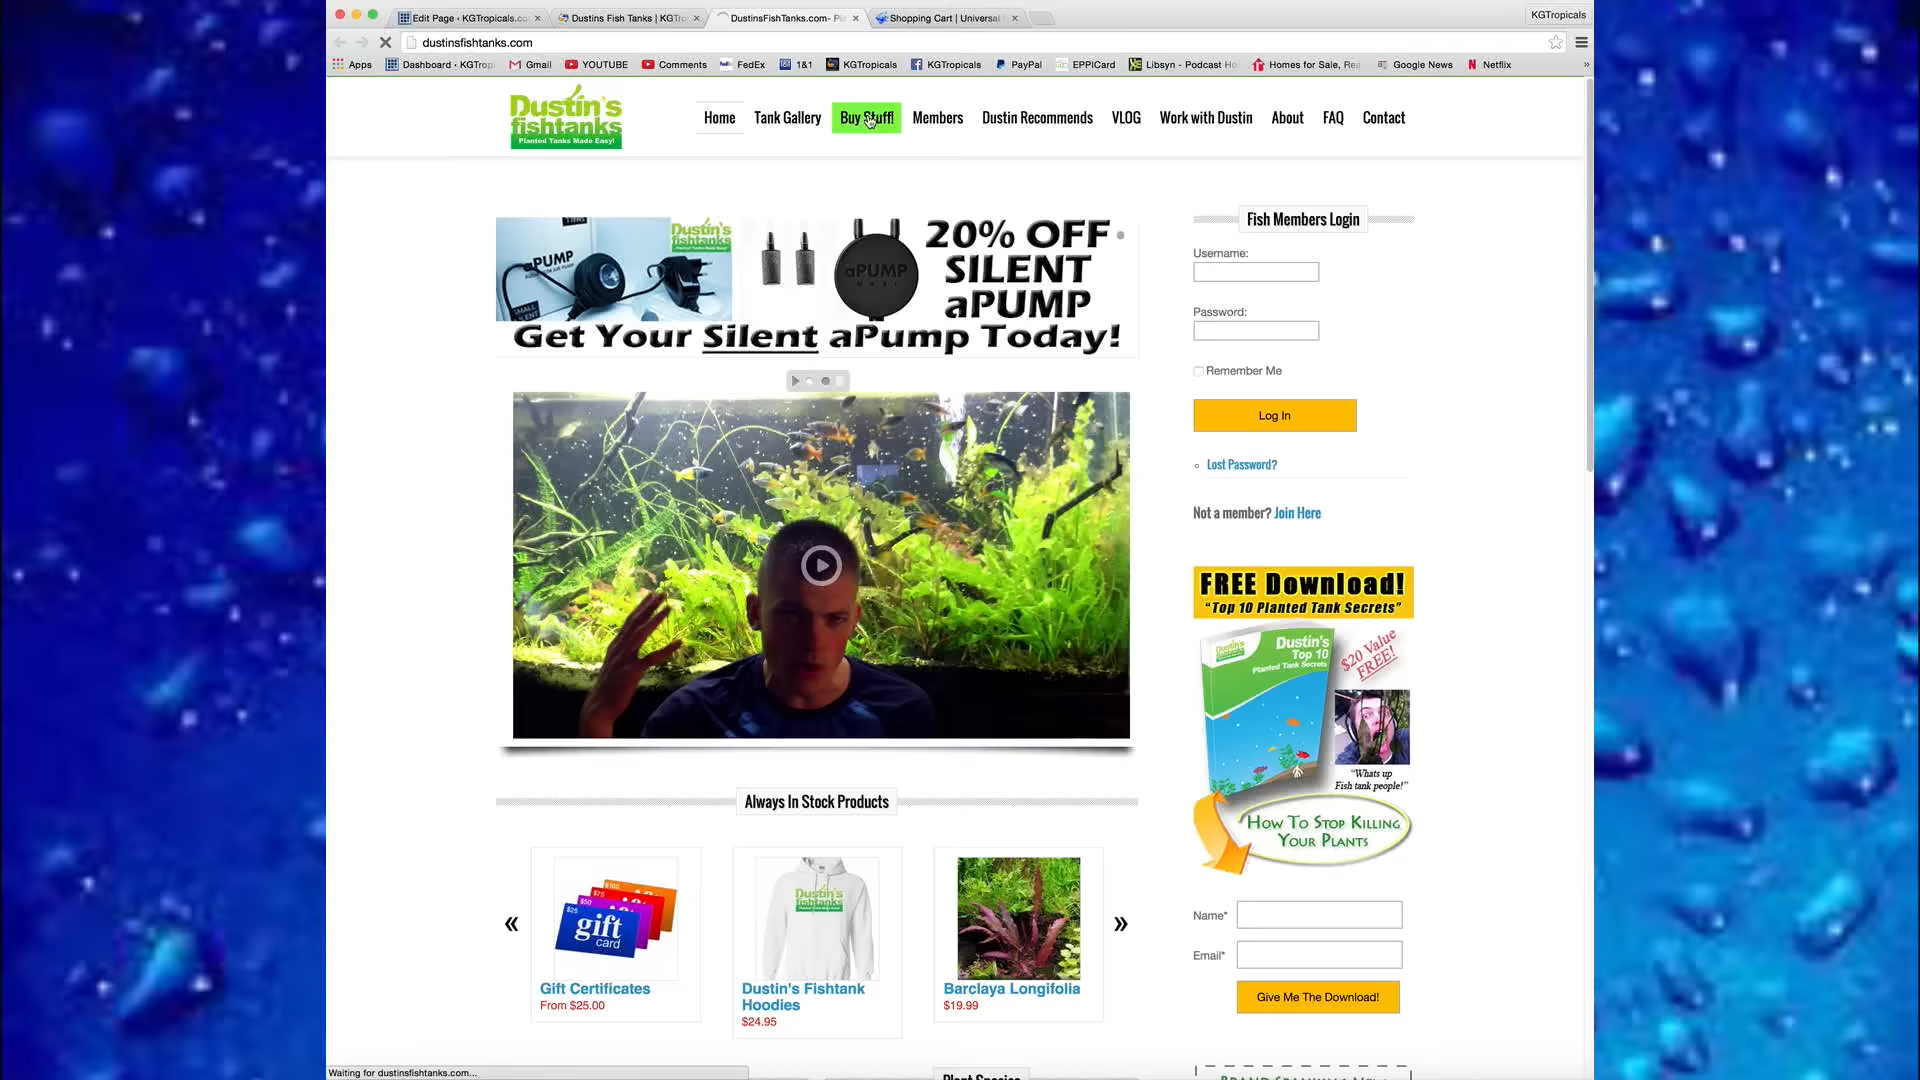 Edit Page ‹ KGTropicals.co
Dustins Fish Tanks | KGTro
DustinsFishTanks.com- Pla
Shopping Cart | Universal
KGTropicals
dustinsfishtanks.com
Apps
Dashboard ‹ KGTrop
Gmail
YOUTUBE
Comments
FedEx
1&1
KGTropicals
KGTropicals
PayPal
EPPICard
Libsyn - Podcast Ho
Homes for Sale, Rea
Google News
Netflix
»
Dustin's
fishtanks
Planted Tanks Made Easy!
Home
Tank Gallery
Buy Stuff!
Members
Dustin Recommends
VLOG
Work with Dustin
About
FAQ
Contact
aPUMP
Dustin's
fishtanks
aPUMP
20% OFF
SILENT
aPUMP
Get Your Silent aPump Today!
Fish Members Login
Username:
Password:
Remember Me
Log In
Lost Password?
Not a member? Join Here
FREE Download!
"Top 10 Planted Tank Secrets"
Dustin's
Top 10
Planted Tank Secrets
$20 Value
FREE!
"Whats up
Fish tank people!"
How To Stop Killing
Your Plants
Always In Stock Products
«
$100
$75
$50
$25
gift
card
Gift Certificates
From $25.00
Dustin's
fishtanks
Dustin's Fishtank
Hoodies
$24.95
Barclaya Longifolia
$19.99
»
Name*
Email*
Give Me The Download!
Waiting for dustinsfishtanks.com...
Plant Species